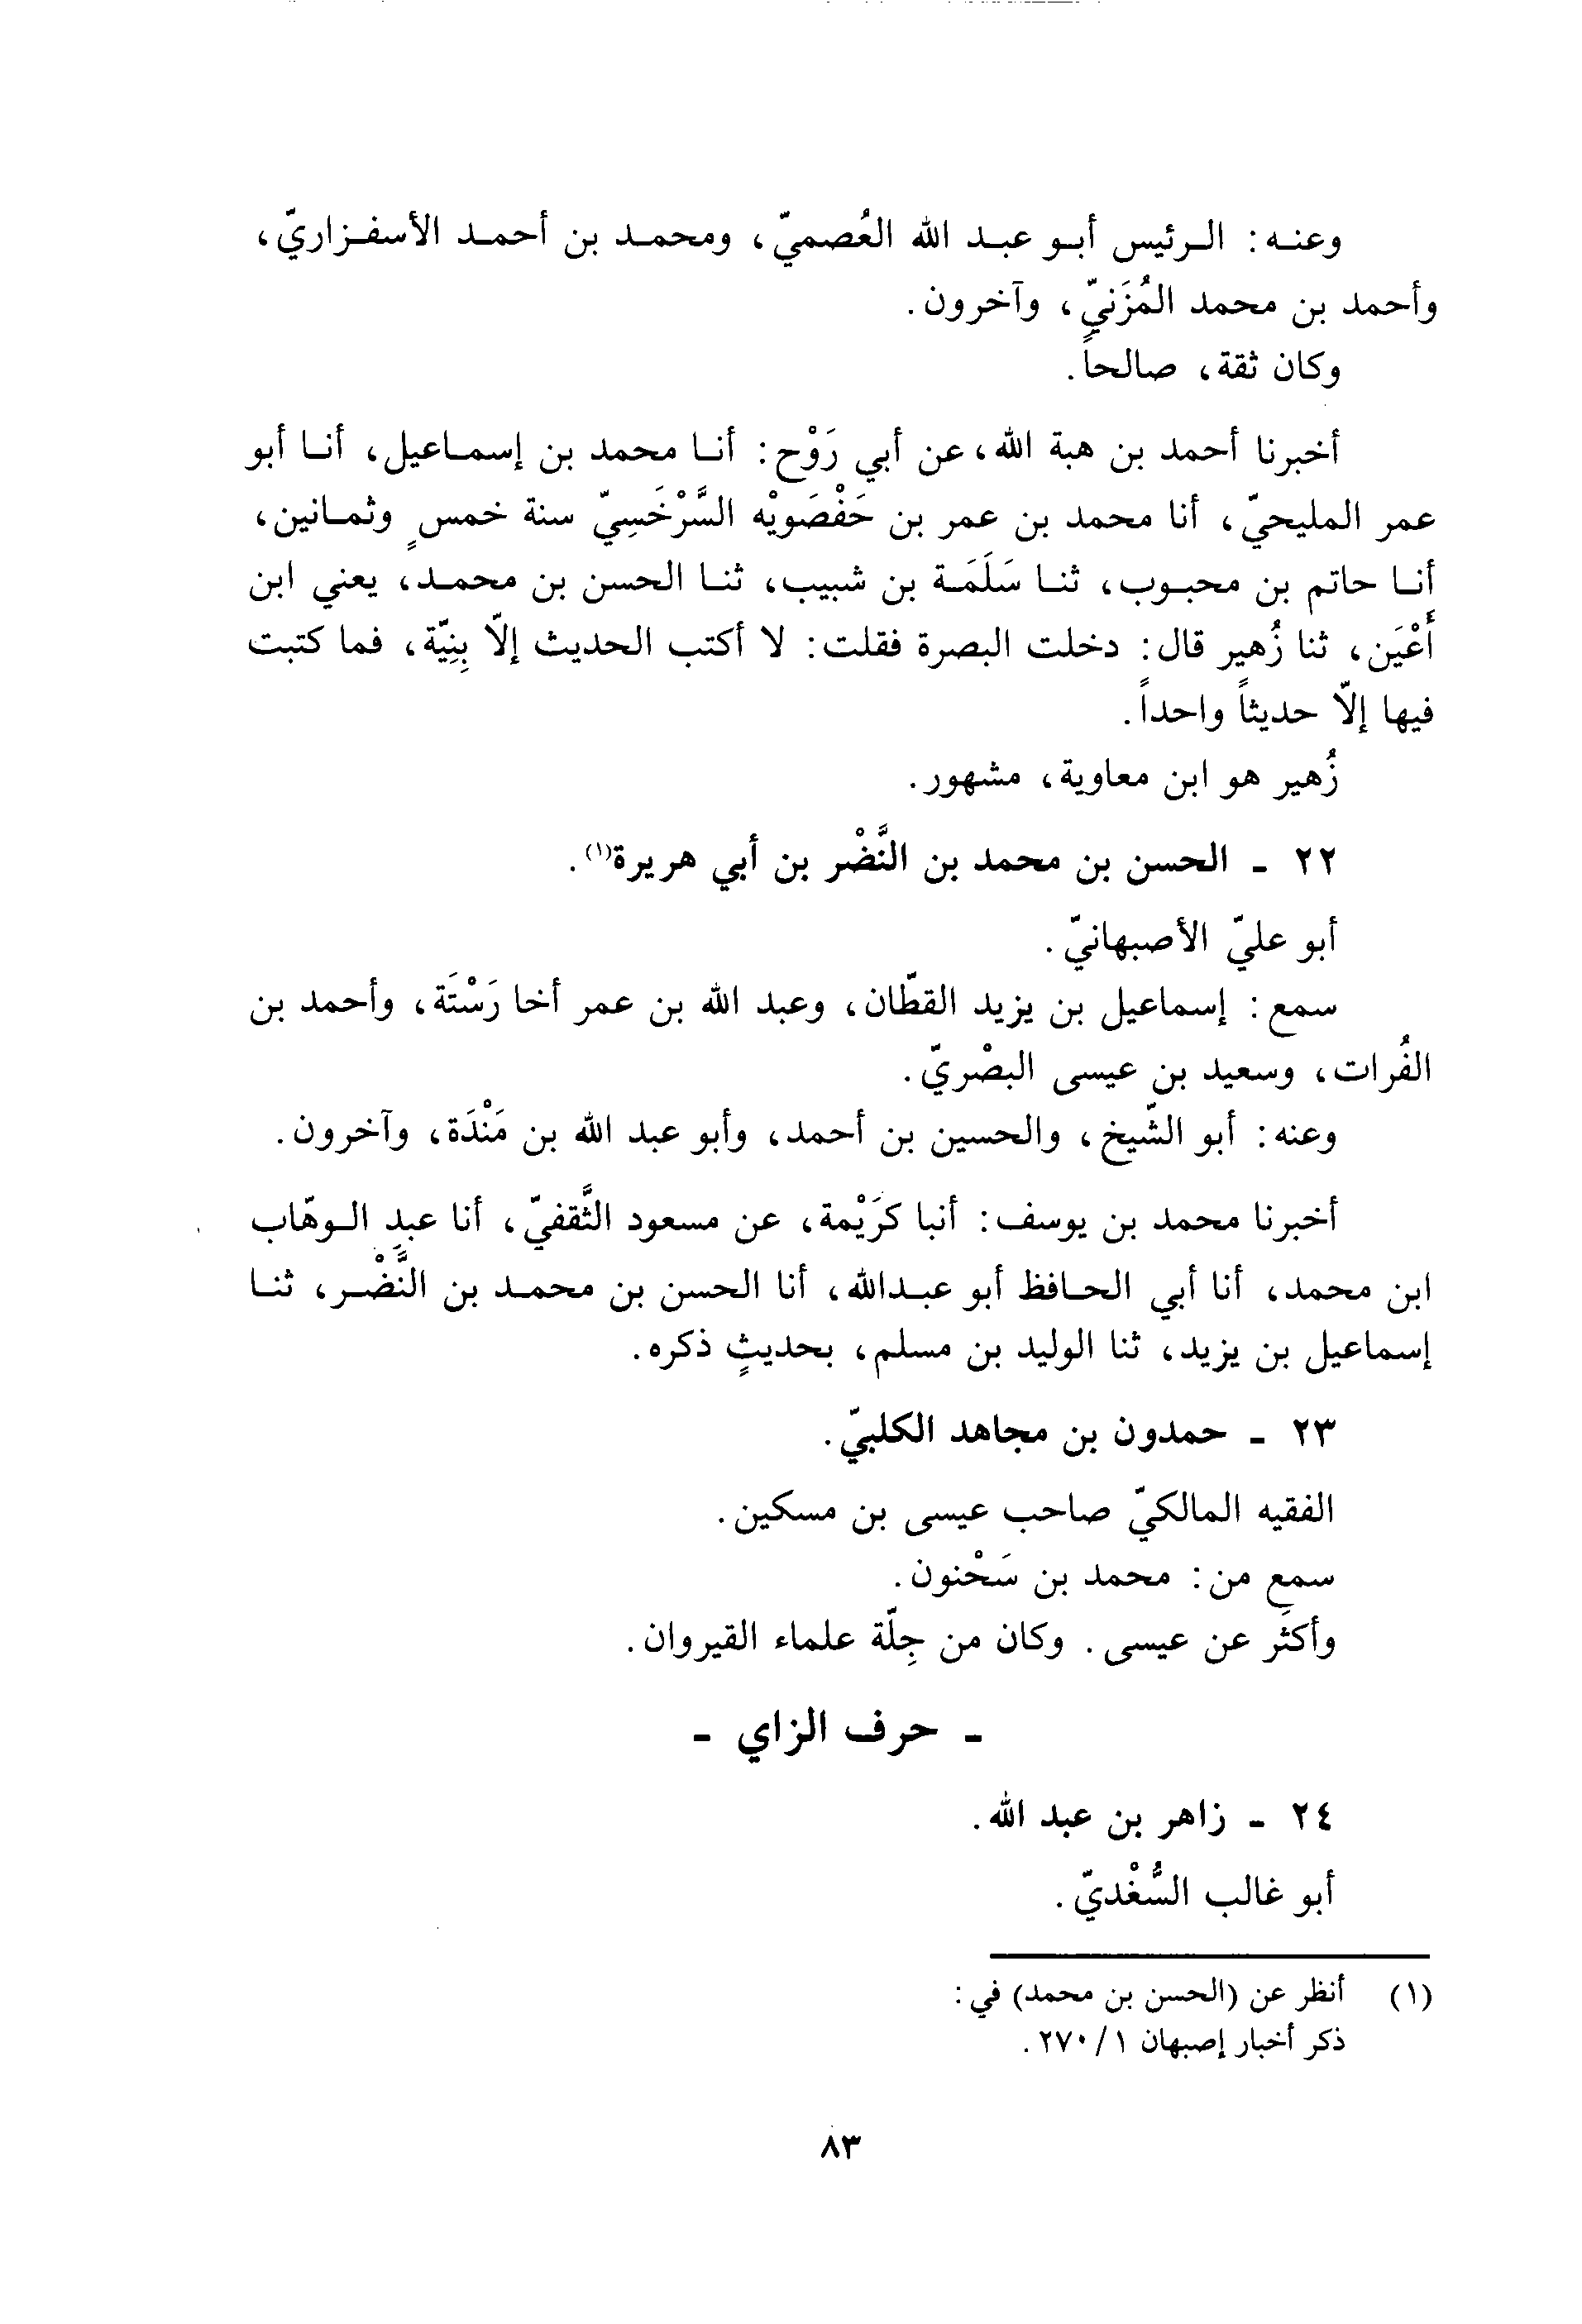 وعنه: الرئيس أبو عبد الله العُصميّ، ومحمد بن أحمد الأسفزاريّ،
وأحمد بن محمد المُزَنيّ، وآخرون.
وكان ثقة، صالحاً.
أخبرنا أحمد بن هبة الله، عن أبي رَوْح: أنا محمد بن إسماعيل، أنا أبو
عمر المليحيّ، أنا محمد بن عمر بن حَفْصَويْه السَّرْخَسِيّ سنة خمسٍ وثمانين،
أنا حاتم بن محبوب، ثنا سَلَمَة بن شبيب، ثنا الحسن بن محمد، يعني ابن
أَعْيَن، ثنا زُهير قال: دخلت البصرة فقلت: لا أكتب الحديث إلاّ بِنِيّة، فما كتبت
فيها إلاّ حديثاً واحداً.
زُهير هو ابن معاوية، مشهور.
٢٢ ـ الحسن بن محمد بن النَّضْر بن أبي هريرة(١).
أبو عليّ الأصبهانيّ.
سمع: إسماعيل بن يزيد القطّان، وعبد الله بن عمر أخا رَسْتَة، وأحمد بن
الفُرات، وسعيد بن عيسى البصْريّ.
وعنه: أبو الشّيخ، والحسين بن أحمد، وأبو عبد الله بن مَنْدَة، وآخرون.
أخبرنا محمد بن يوسف: أنبا كرَيْمة، عن مسعود الثَّقفيّ، أنا عبد الوهّاب
ابن محمد، أنا أبي الحافظ أبو عبدالله، أنا الحسن بن محمد بن النَّضْر، ثنا
إسماعيل بن يزيد، ثنا الوليد بن مسلم، بحديثٍ ذكره.
٢٣ ـ حمدون بن مجاهد الكلبيّ.
الفقيه المالكيّ صاحب عيسى بن مسكين.
سمع من: محمد بن سَحْنون.
وأكثَر عن عيسى. وكان من جِلّة علماء القيروان.
ـ حرف الزاي ـ
٢٤ ـ زاهر بن عبد الله.
أبو غالب السُّغْديّ.
(١) أنظر عن (الحسن بن محمد) في:
ذكر أخبار إصبهان ١/ ٢٧٠.
٨٣